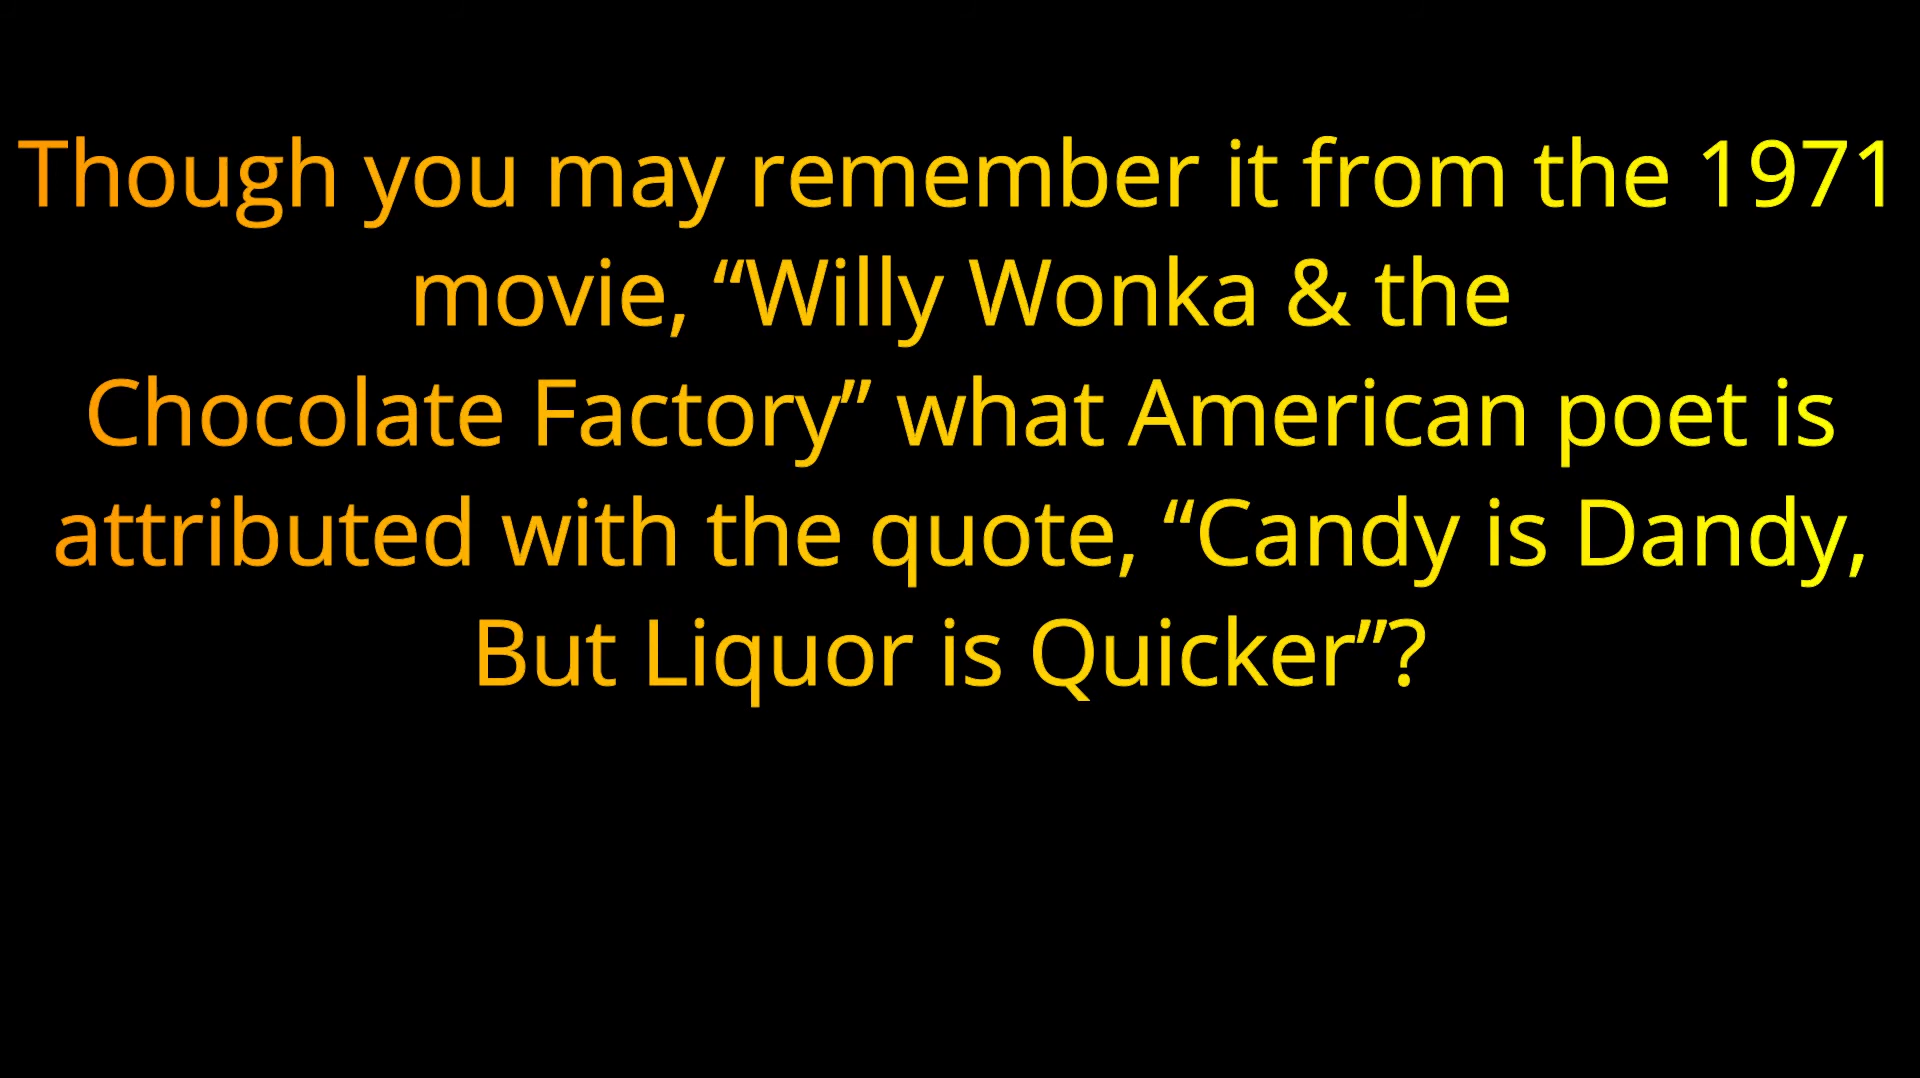 Though you may remember it from the 1971
movie, “Willy Wonka & the
Chocolate Factory” what American poet is
attributed with the quote, “Candy is Dandy,
But Liquor is Quicker”?